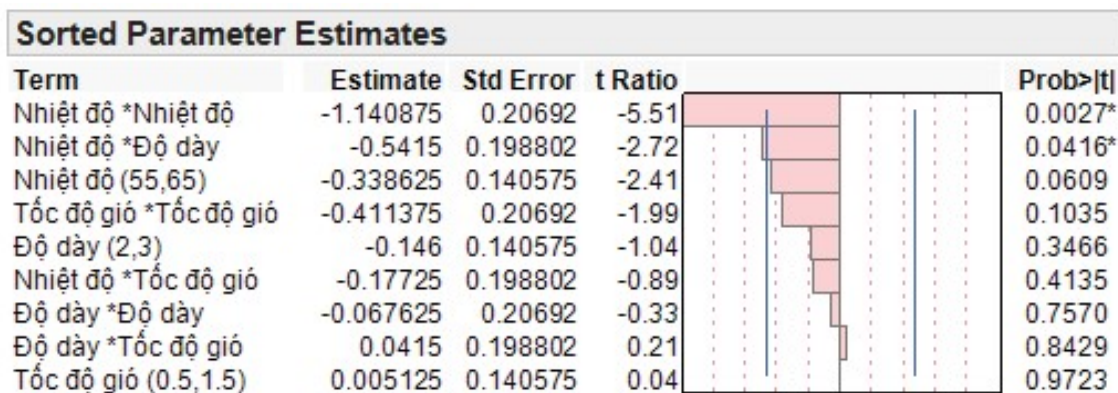 Sorted Parameter Estimates
Term Estimate Std Error t Ratio Prob>|t|
Nhiệt độ *Nhiệt độ -1.140875 0.20692 -5.51 0.0027*
Nhiệt độ *Độ dày -0.5415 0.198802 -2.72 0.0416*
Nhiệt độ (55,65) -0.338625 0.140575 -2.41 0.0609
Tốc độ gió *Tốc độ gió -0.411375 0.20692 -1.99 0.1035
Độ dày (2,3) -0.146 0.140575 -1.04 0.3466
Nhiệt độ *Tốc độ gió -0.17725 0.198802 -0.89 0.4135
Độ dày *Độ dày -0.067625 0.20692 -0.33 0.7570
Độ dày *Tốc độ gió 0.0415 0.198802 0.21 0.8429
Tốc độ gió (0.5,1.5) 0.005125 0.140575 0.04 0.9723